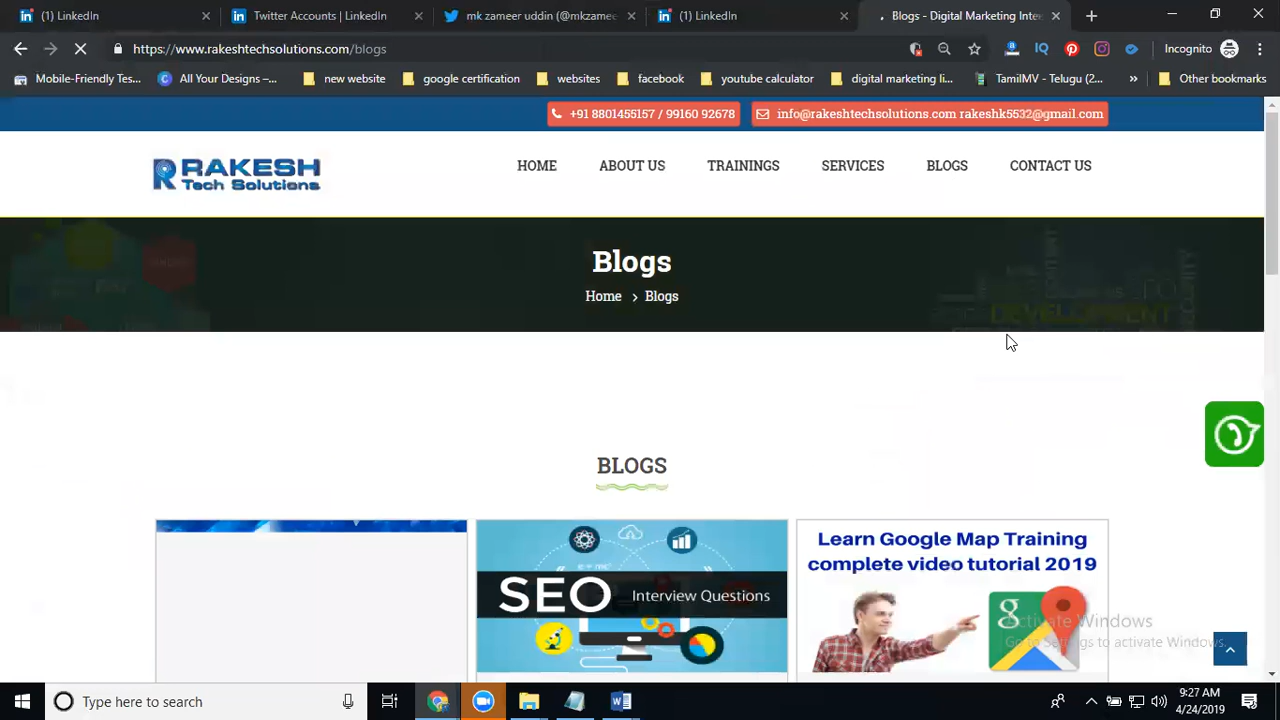 (1) LinkedIn
Twitter Accounts | LinkedIn
mk zameer uddin (@mkzamee
(1) LinkedIn
Blogs - Digital Marketing Inte
https://www.rakeshtechsolutions.com/blogs
Incognito
Mobile-Friendly Tes...
All Your Designs –...
new website
google certification
websites
facebook
youtube calculator
digital marketing li...
TamilMV - Telugu (2...
Other bookmarks
+91 8801455157 / 99160 92678
info@rakeshtechsolutions.com rakeshk5532@gmail.com
RAKESH
Tech Solutions
HOME
ABOUT US
TRAININGS
SERVICES
BLOGS
CONTACT US
Blogs
Home > Blogs
DEVELOPMENT
BLOGS
SEO Interview Questions
Learn Google Map Training
complete video tutorial 2019
g
Activate Windows
Go to Settings to activate Windows.
Type here to search
9:27 AM
4/24/2019